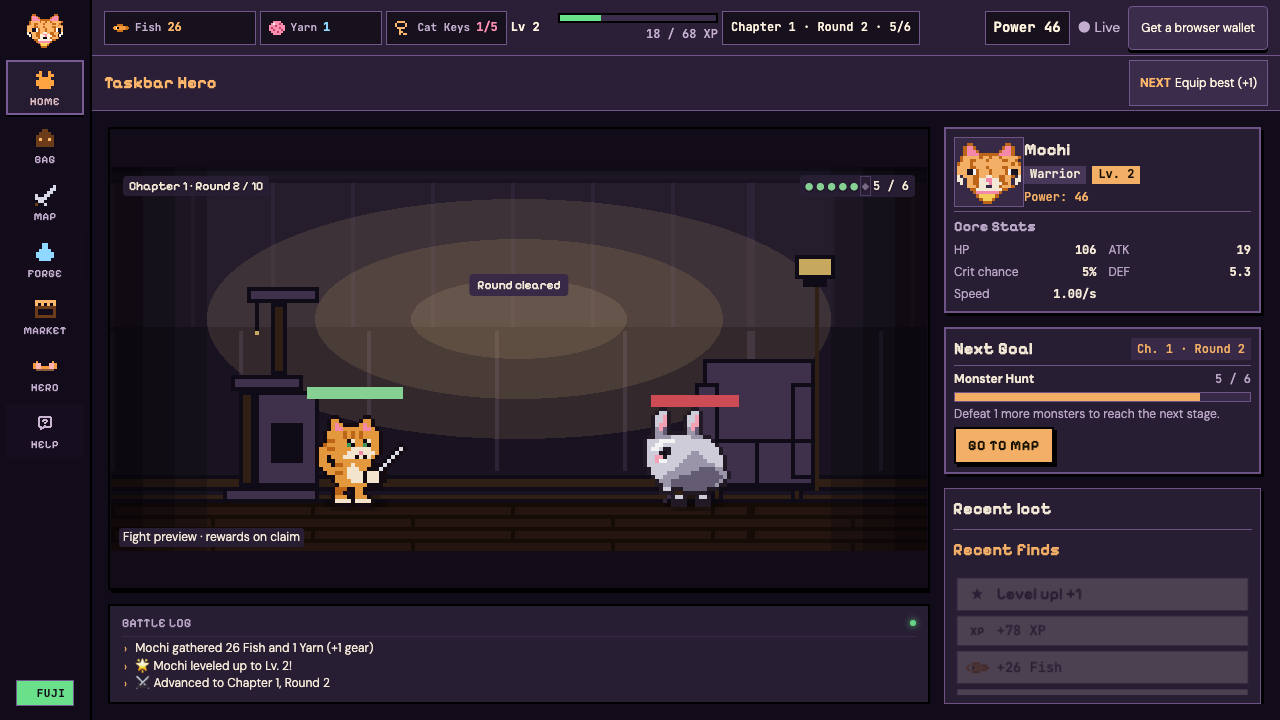 Fish 26
Yarn 1
Cat Keys 1/5
Lv 2
18 / 68 XP
Chapter 1 · Round 2 · 5/6
Power 46
Live
Get a browser wallet
HOME
BAG
MAP
FORGE
MARKET
HERO
HELP
FUJI
Taskbar Hero
NEXT Equip best (+1)
Chapter 1 · Round 2 / 10
5 / 6
Round cleared
Fight preview · rewards on claim
BATTLE LOG
› Mochi gathered 26 Fish and 1 Yarn (+1 gear)
› 🌟 Mochi leveled up to Lv. 2!
› ⚔️ Advanced to Chapter 1, Round 2
Mochi
Warrior
Lv. 2
Power: 46
Core Stats
HP 106 ATK 19
Crit chance 5% DEF 5.3
Speed 1.00/s
Next Goal
Ch. 1 · Round 2
Monster Hunt 5 / 6
Defeat 1 more monsters to reach the next stage.
GO TO MAP
Recent loot
Recent Finds
★ Level up! +1
XP +78 XP
+26 Fish